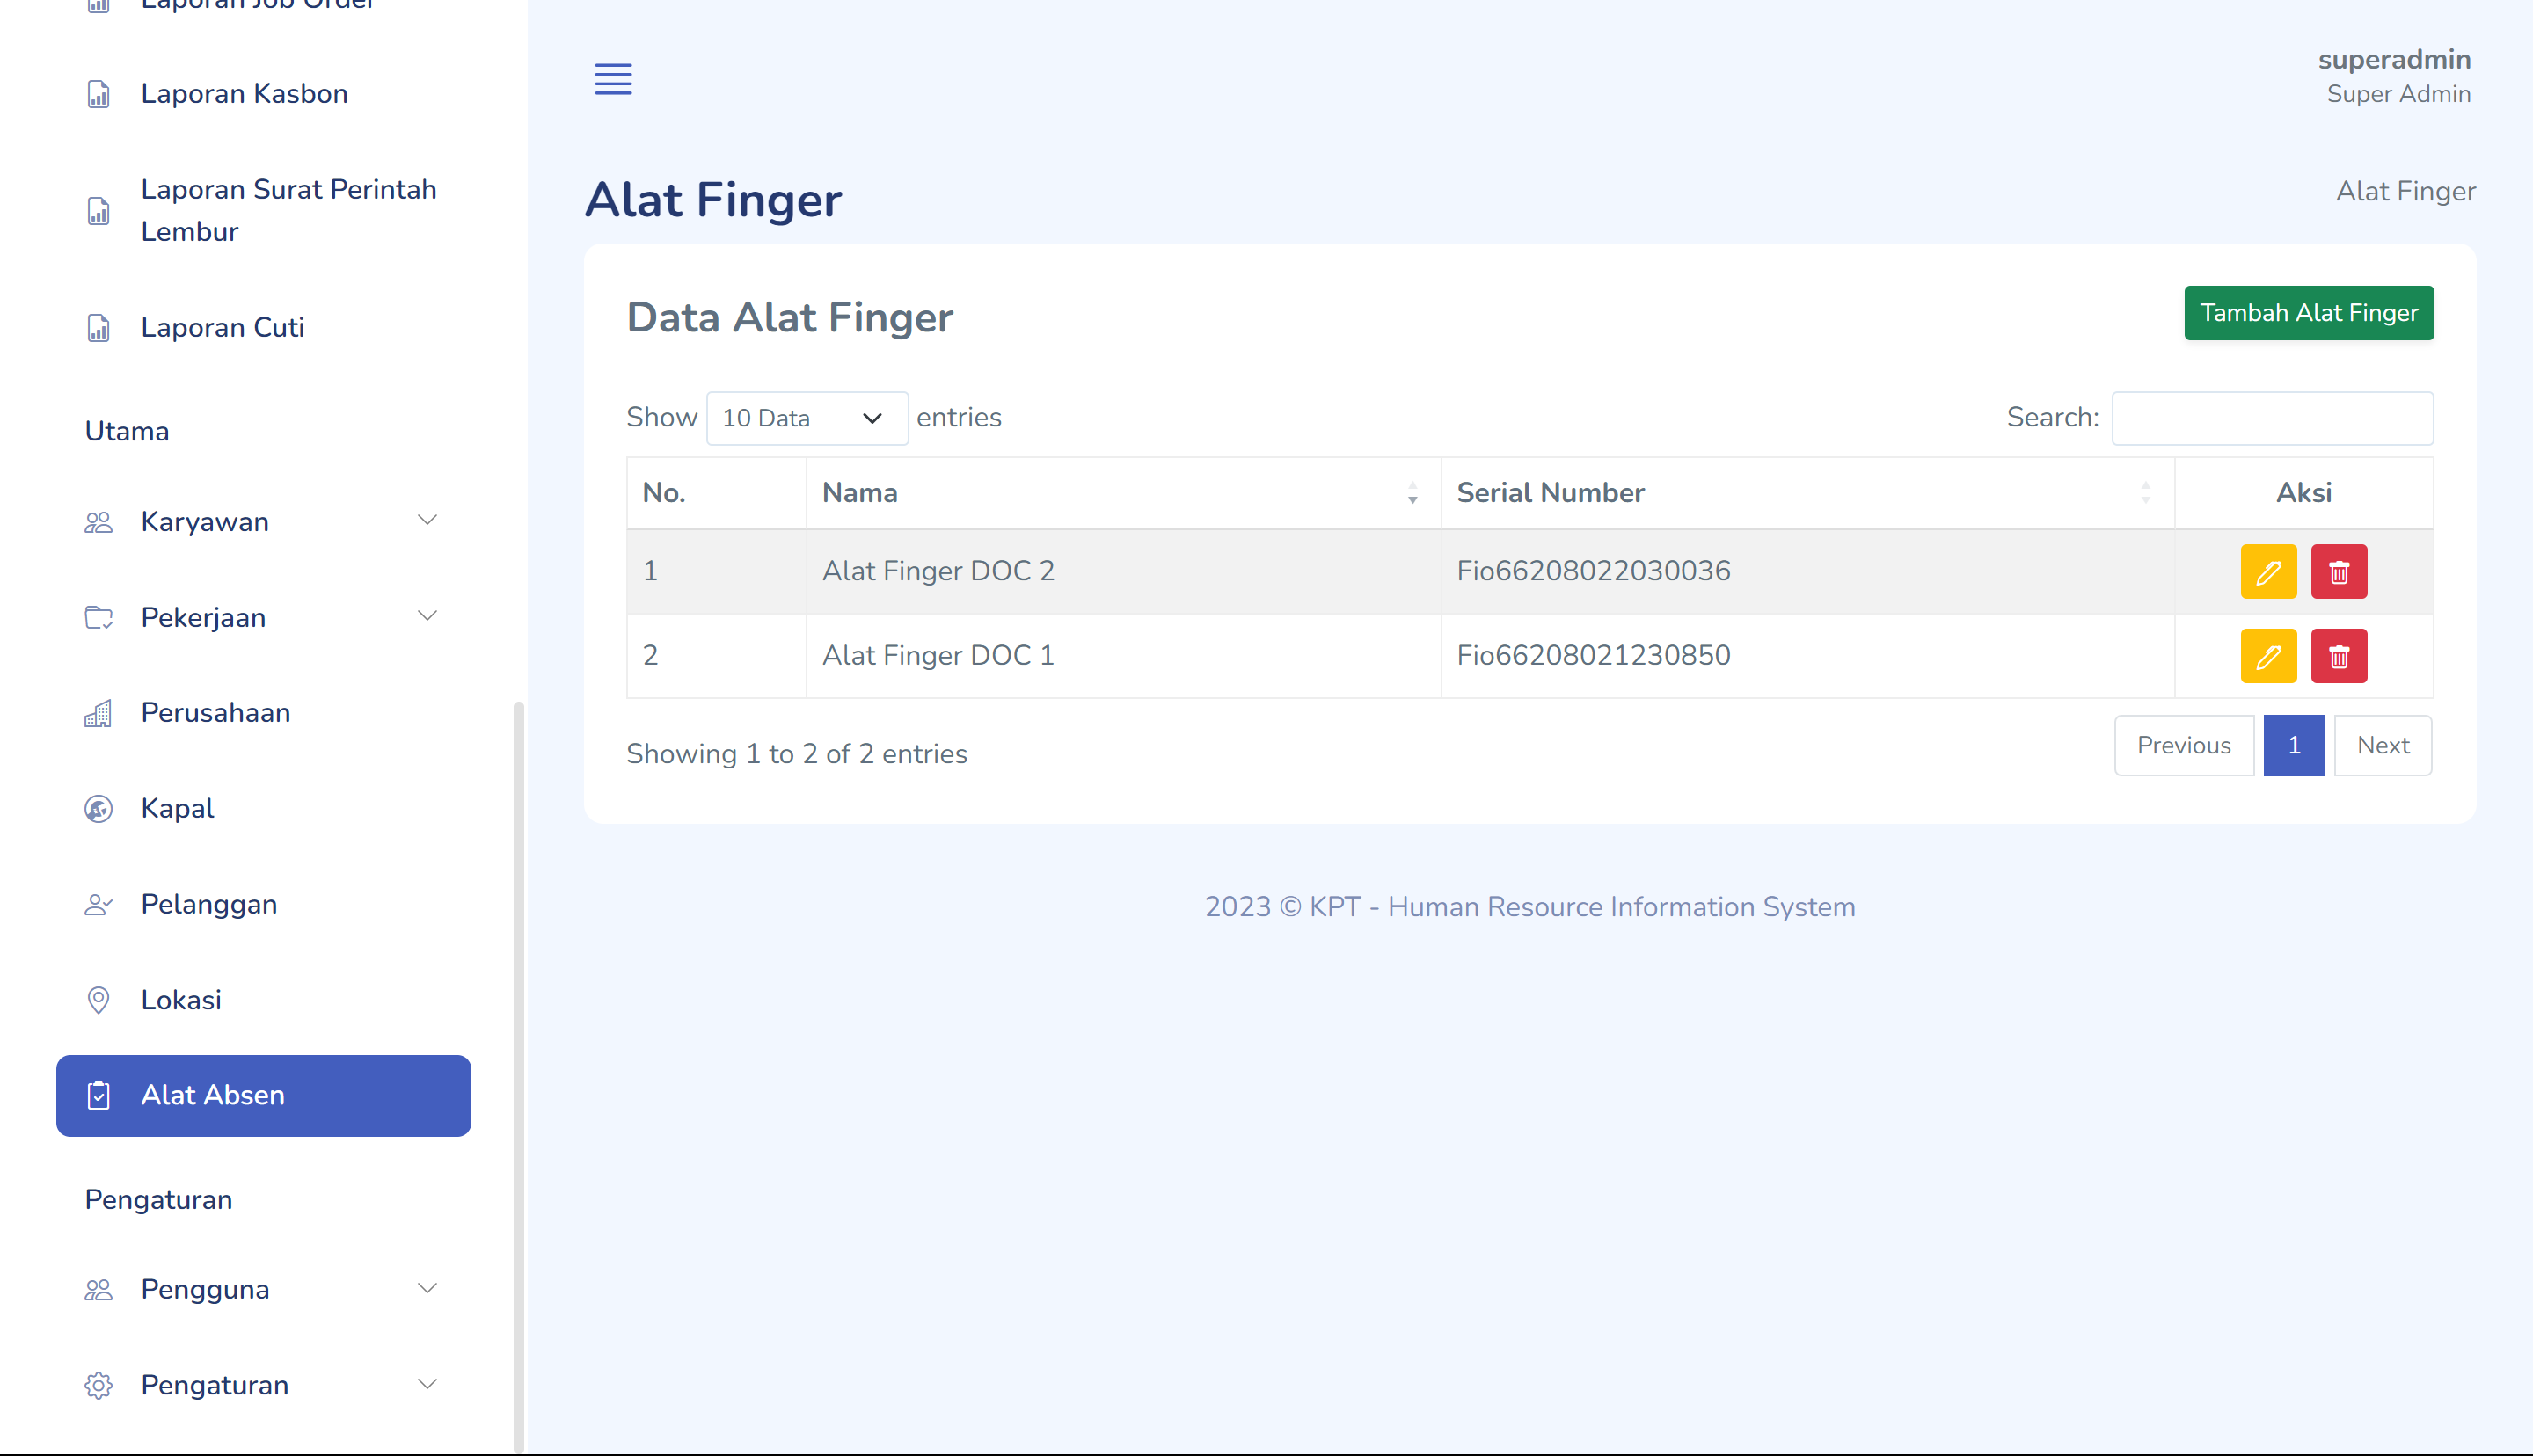 Laporan Job Order
Laporan Kasbon
Laporan Surat Perintah
Lembur
Laporan Cuti
Utama
Karyawan
Pekerjaan
Perusahaan
Kapal
Pelanggan
Lokasi
Alat Absen
Pengaturan
Pengguna
Pengaturan
superadmin
Super Admin
Alat Finger
Alat Finger
Data Alat Finger
Tambah Alat Finger
Show 10 Data entries
Search:
No. Nama Serial Number Aksi
1 Alat Finger DOC 2 Fio66208022030036
2 Alat Finger DOC 1 Fio66208021230850
Showing 1 to 2 of 2 entries
Previous 1 Next
2023 © KPT - Human Resource Information System